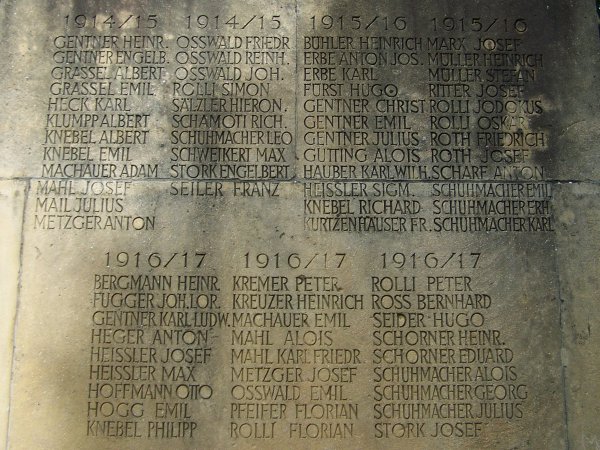 1914/15 1914/15 1915/16 1915/16
GENTNER HEINR. OSSWALD FRIEDR BÜHLER HEINRICH MARX JOSEF
GENTNER ENGELB. OSSWALD REINH. ERBE ANTON JOS. MÜLLER HEINRICH
GRASSEL ALBERT OSSWALD JOH. ERBE KARL MÜLLER STEFAN
GRASSEL EMIL ROLLI SIMON FÜRST HUGO RITTER JOSEF
HECK KARL SÄLZLER HIERON. GENTNER CHRIST ROLLI JODOKUS
KLUMPP ALBERT SCHAMOTI RICH. GENTNER EMIL ROLLI OSKAR
KNEBEL ALBERT SCHUHMACHER LEO GENTNER JULIUS ROTH FRIEDRICH
KNEBEL EMIL SCHWEIKERT MAX GUTTING ALOIS ROTH JOSEF
MACHAUER ADAM STORK ENGELBERT HAUBER KARL WILH. SCHARF ANTON
MAHL JOSEF SEILER FRANZ HEISSLER SIGM. SCHUHMACHER EMIL
MAIL JULIUS KNEBEL RICHARD SCHUHMACHER ERH
METZGER ANTON KURTZENHÄUSER FR. SCHUHMACHER KARL
1916/17 1916/17 1916/17
BERGMANN HEINR. KREMER PETER ROLLI PETER
FUGGER JOH. LOR. KREUZER HEINRICH ROSS BERNHARD
GENTNER KARL LUDW. MACHAUER EMIL SEIDER HUGO
HEGER ANTON MAHL ALOIS SCHORNER HEINR.
HEISSLER JOSEF MAHL KARL FRIEDR SCHORNER EDUARD
HEISSLER MAX METZGER JOSEF SCHUHMACHER ALOIS
HOFFMANN OTTO OSSWALD EMIL SCHUHMACHER GEORG
HOGG EMIL PFEIFER FLORIAN SCHUHMACHER JULIUS
KNEBEL PHILIPP ROLLI FLORIAN STORK JOSEF